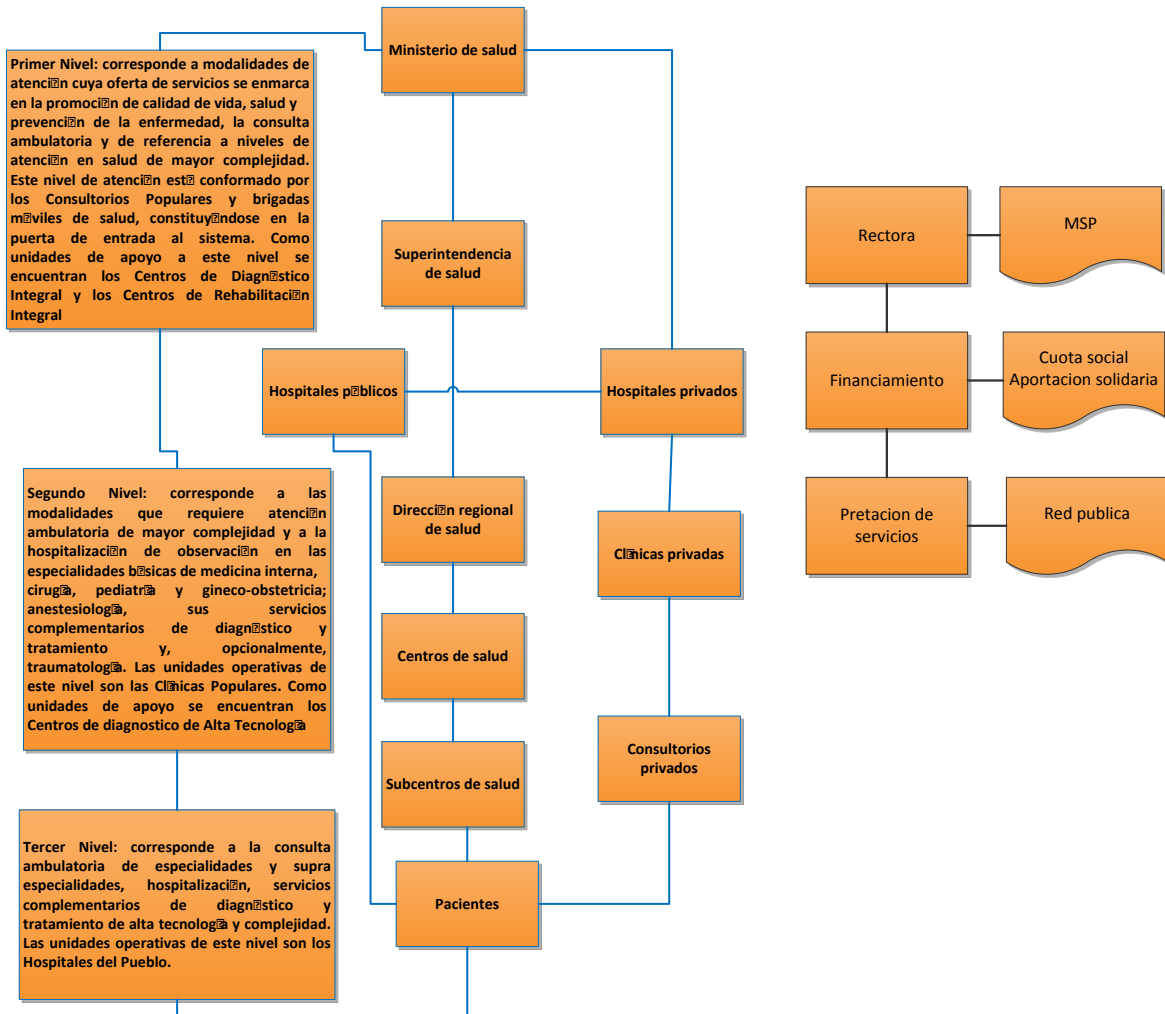 Ministerio de salud
Primer Nivel: corresponde a modalidades de
atenci�n cuya oferta de servicios se enmarca
en la promoci�n de calidad de vida, salud y
prevenci�n de la enfermedad, la consulta
ambulatoria y de referencia a niveles de
atenci�n en salud de mayor complejidad.
Este nivel de atenci�n est� conformado por
los Consultorios Populares y brigadas
m�viles de salud, constituy�ndose en la
puerta de entrada al sistema. Como
unidades de apoyo a este nivel se
encuentran los Centros de Diagn�stico
Integral y los Centros de Rehabilitaci�n
Integral
Superintendencia
de salud
Hospitales p�blicos
Hospitales privados
Segundo Nivel: corresponde a las
modalidades que requiere atenci�n
ambulatoria de mayor complejidad y a la
hospitalizaci�n de observaci�n en las
especialidades b�sicas de medicina interna,
cirug�a, pediatr�a y gineco-obstetricia;
anestesiolog�a, sus servicios
complementarios de diagn�stico y
tratamiento y, opcionalmente,
traumatolog�a. Las unidades operativas de
este nivel son las Cl�nicas Populares. Como
unidades de apoyo se encuentran los
Centros de diagnostico de Alta Tecnolog�a
Direcci�n regional
de salud
Cl�nicas privadas
Centros de salud
Consultorios
privados
Subcentros de salud
Tercer Nivel: corresponde a la consulta
ambulatoria de especialidades y supra
especialidades, hospitalizaci�n, servicios
complementarios de diagn�stico y
tratamiento de alta tecnolog�a y complejidad.
Las unidades operativas de este nivel son los
Hospitales del Pueblo.
Pacientes
Rectora
MSP
Financiamiento
Cuota social
Aportacion solidaria
Pretacion de
servicios
Red publica